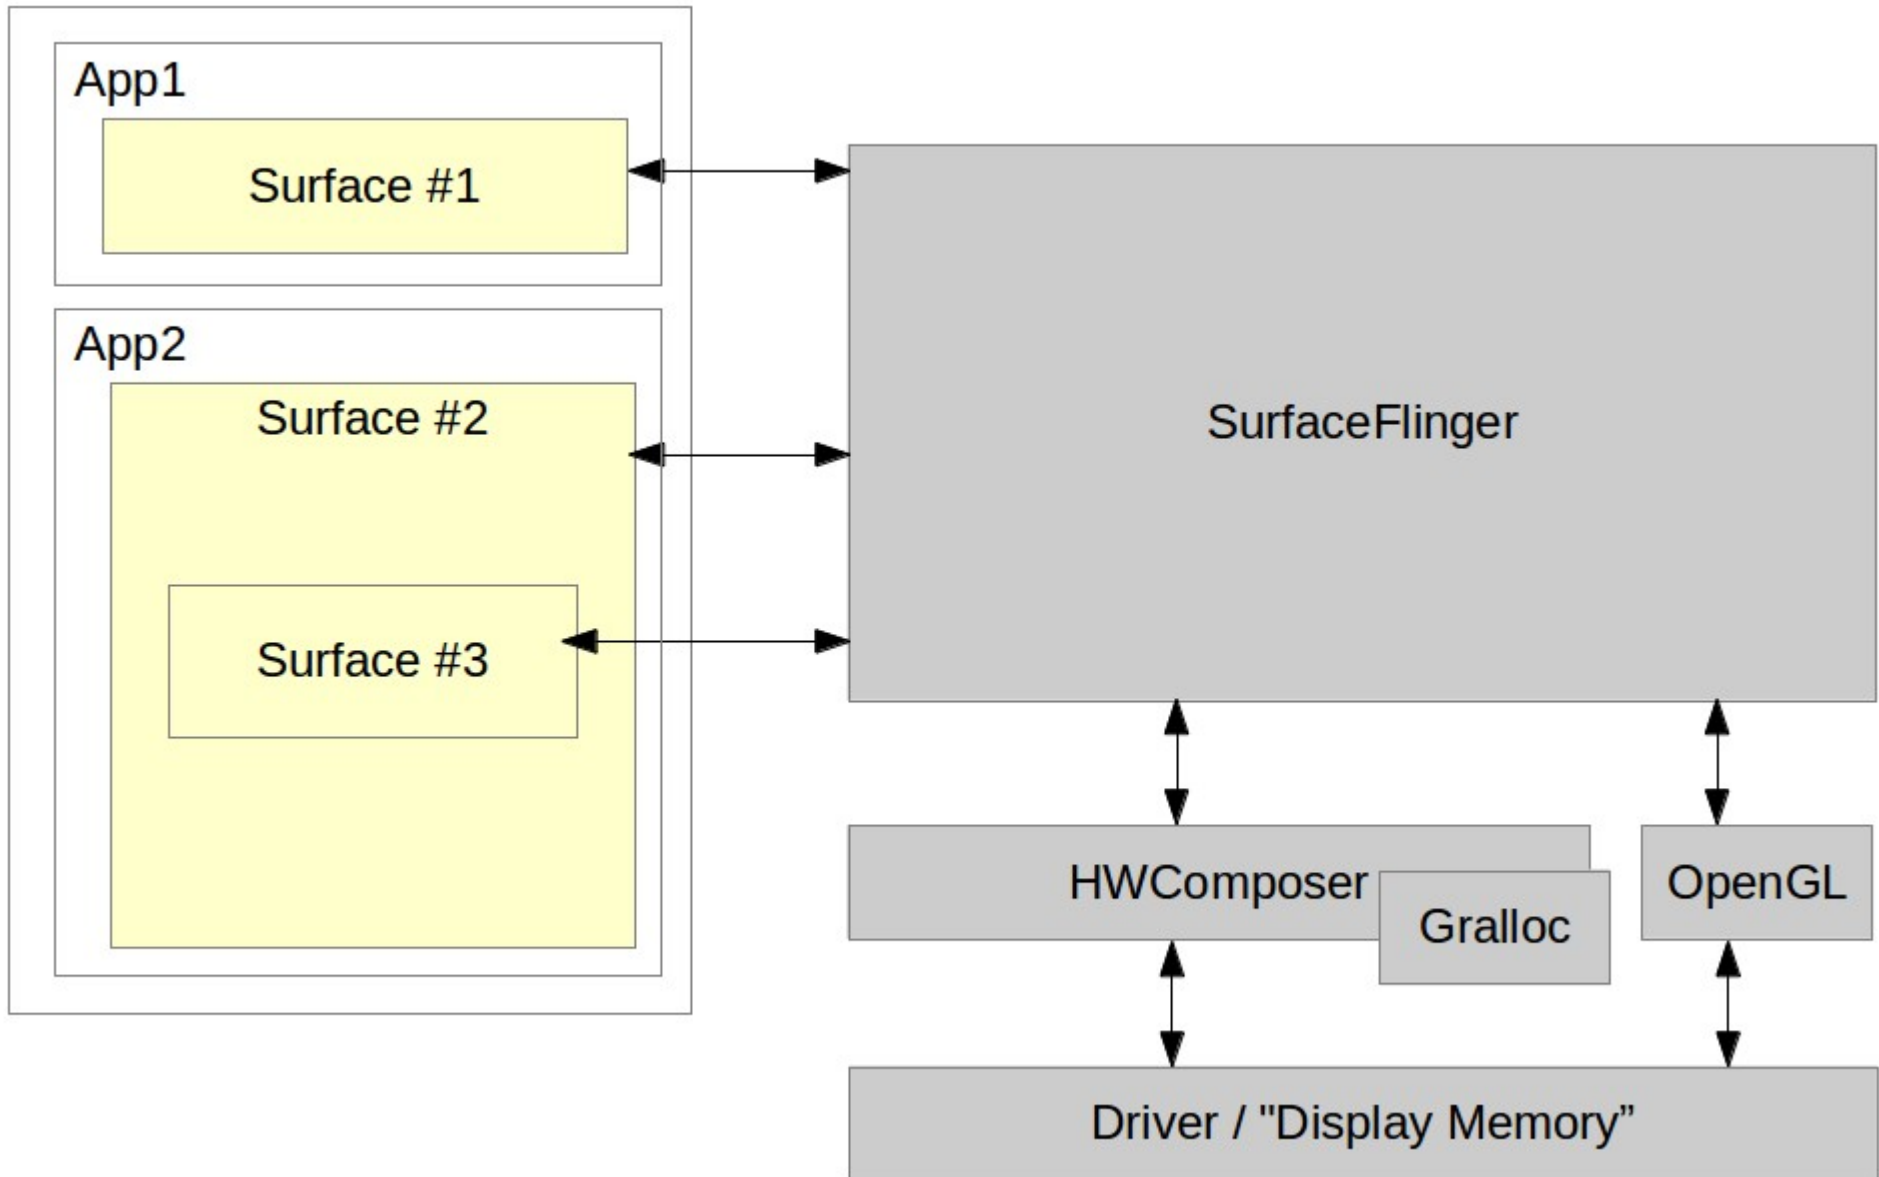 App1
Surface #1
App2
Surface #2
Surface #3
SurfaceFlinger
HWComposer
Gralloc
OpenGL
Driver / "Display Memory”